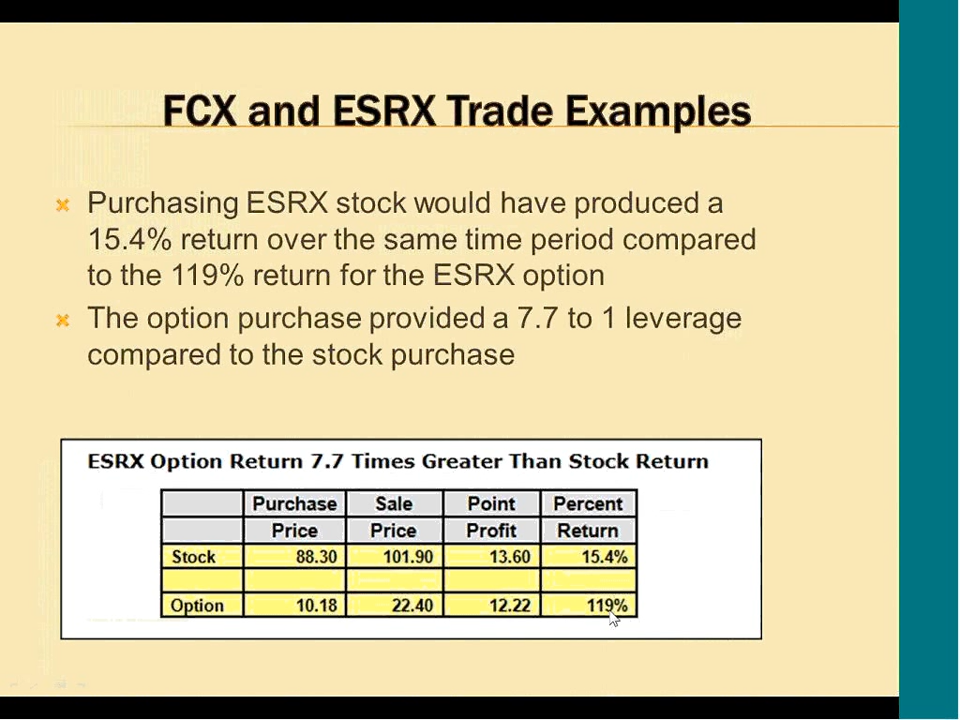 FCX and ESRX Trade Examples
Purchasing ESRX stock would have produced a
15.4% return over the same time period compared
to the 119% return for the ESRX option
The option purchase provided a 7.7 to 1 leverage
compared to the stock purchase
ESRX Option Return 7.7 Times Greater Than Stock Return
Purchase Sale Point Percent
Price Price Profit Return
Stock 88.30 101.90 13.60 15.4%
Option 10.18 22.40 12.22 119%